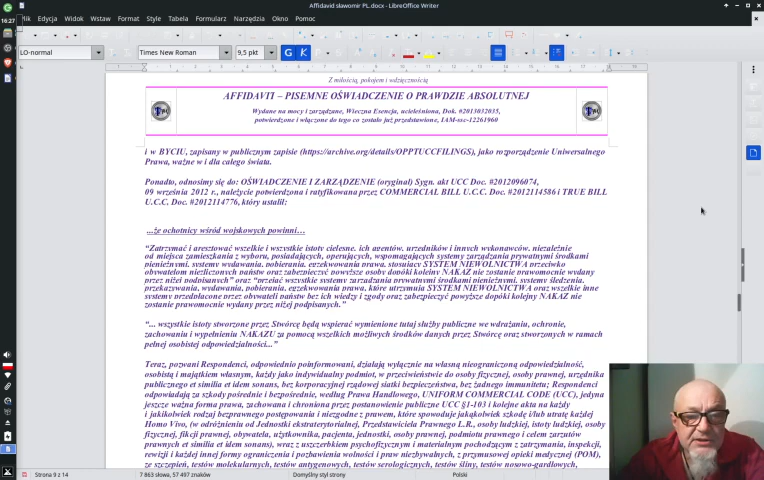 16:27
Affidavid sławomir PL.docx - LibreOffice Writer
Plik Edycja Widok Wstaw Format Style Tabela Formularz Narzędzia Okno Pomoc
LO-normal Times New Roman 9,5 pkt
Z miłością, pokojem i wdzięcznością
AFFIDAVIT – PISEMNE OŚWIADCZENIE O PRAWDZIE ABSOLUTNEJ
Wydane na mocy i zarządzane, Wieczna Esencja, ucieleśniona, Dok. #2013032035,
potwierdzone i włączone do tego co zostało już przedstawione, IAM-ssc-12261960
i w BYCIU, zapisany w publicznym zapisie (https://archive.org/details/OPPTUCCFILINGS), jako rozporządzenie Uniwersalnego
Prawa, ważne w i dla całego świata.
Ponadto, odnosimy się do: OŚWIADCZENIE I ZARZĄDZENIE (oryginał) Sygn. akt UCC Doc. #2012096074,
09 września 2012 r., należycie potwierdzona i ratyfikowana przez COMMERCIAL BILL U.C.C. Doc. #2012114586 i TRUE BILL
U.C.C. Doc. #2012114776, który ustalił:
...że ochotnicy wśród wojskowych powinni…
“Zatrzymać i aresztować wszelkie i wszystkie istoty cielesne, ich agentów, urzędników i innych wykonawców, niezależnie
od miejsca zamieszkania z wyboru, posiadających, operujących, wspomagających systemy zarządzania prywatnymi środkami
pieniężnymi, systemy wydawania, pobierania, egzekwowania prawa, stosujący SYSTEM NIEWOLNICTWA przeciwko
obywatelom niezliczonych państw oraz zabezpieczyć powyższe osoby dopóki kolejny NAKAZ nie zostanie prawomocnie wydany
przez niżej podpisanych” oraz “przejąć wszystkie systemy zarządzania prywatnymi środkami pieniężnymi, systemy śledzenia,
przekazywania, wydawania, pobierania, egzekwowania prawa, które utrzymują SYSTEM NIEWOLNICTWA oraz wszelkie inne
systemy przedpłacone przez obywateli państw bez ich wiedzy i zgody oraz zabezpieczyć powyższe dopóki kolejny NAKAZ nie
zostanie prawomocnie wydany przez niżej podpisanych.”
“... wszystkie istoty stworzone przez Stwórcę będą wspierać wymienione tutaj służby publiczne we wdrażaniu, ochronie,
zachowaniu i wypełnieniu NAKAZU za pomocą wszelkich możliwych środków danych przez Stwórcę oraz stworzonych w ramach
pełnej osobistej odpowiedzialności...”
Teraz, pozwani Respondenci, odpowiednio poinformowani, działają wyłącznie na własną nieograniczoną odpowiedzialność,
osobistą i majątkiem własnym, każdy jako indywidualny podmiot, w przeciwieństwie do osoby fizycznej, osoby prawnej, urzędnika
publicznego et similia et idem sonans, bez korporacyjnej rządowej siatki bezpieczeństwa, bez żadnego immunitetu; Respondenci
odpowiadają za szkody pośrednie i bezpośrednie, według Prawa Handlowego, UNIFORM COMMERCIAL CODE (UCC), jedyna
jeszcze ważna forma prawa, zachowana i chroniona przez postanowienie publiczne UCC §1-103 i kolejne akta na każdy
i jakikolwiek rodzaj bezprawnego postępowania i niezgodne z prawem, które spowoduje jakąkolwiek szkodę i/lub utratę każdej
Homo Vivo, (w odróżnieniu od Jednostki eksteratorialnej, Przedstawiciela Prawnego L.R., osoby ludzkiej, istoty ludzkiej, osoby
fizycznej, fikcji prawnej, obywatela, użytkownika, pacjenta, jednostki, osoby prawnej, podmiotu prawnego i celem zarzutów
prawnych et similia et idem sonans), wraz z uszczerbkiem psychofizycznym i materialnym pochodzącym z zatrzymania, inspekcji,
rewizji i każdej innej formy ograniczenia i pozbawienia wolności i praw niezbywalnych, z przymusowej opieki medycznej (POM),
ze szczepień, testów molekularnych, testów antygenowych, testów serologicznych, testów śliny, testów nosowo-gardłowych,
Strona 9 z 14 7 863 słowa, 57 497 znaków Domyślny styl strony Polski